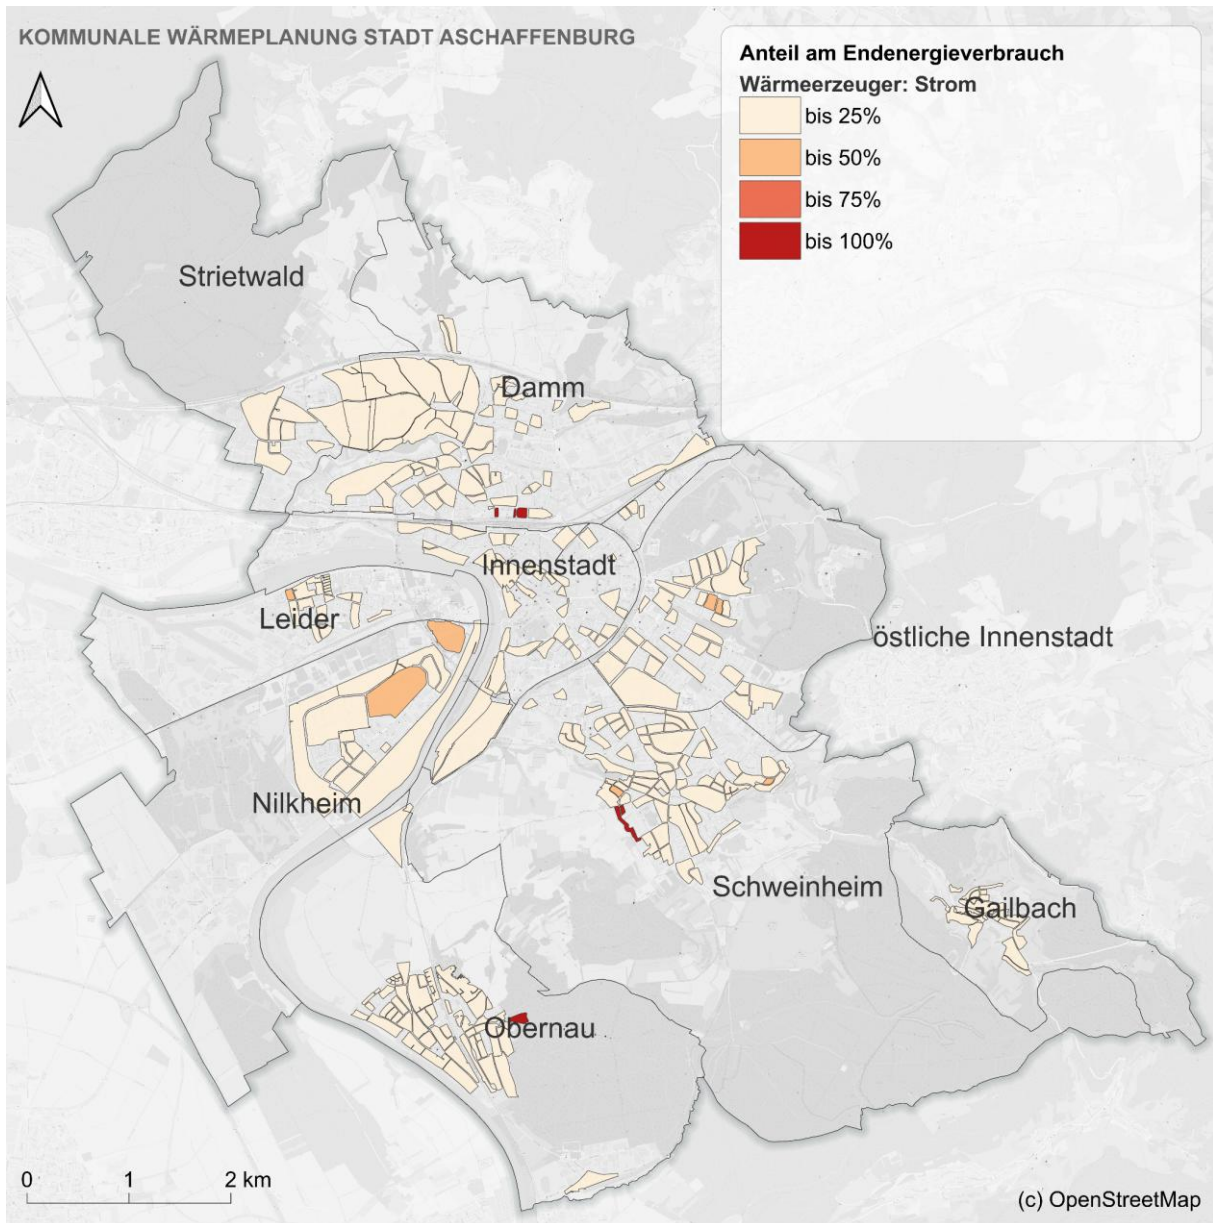 KOMMUNALE WÄRMEPLANUNG STADT ASCHAFFENBURG
Anteil am Endenergieverbrauch
Wärmeerzeuger: Strom
bis 25%
bis 50%
bis 75%
bis 100%
Strietwald
Damm
Innenstadt
Leider
östliche Innenstadt
Nilkheim
Schweinheim
Gailbach
Obernau
0 1 2 km
(c) OpenStreetMap